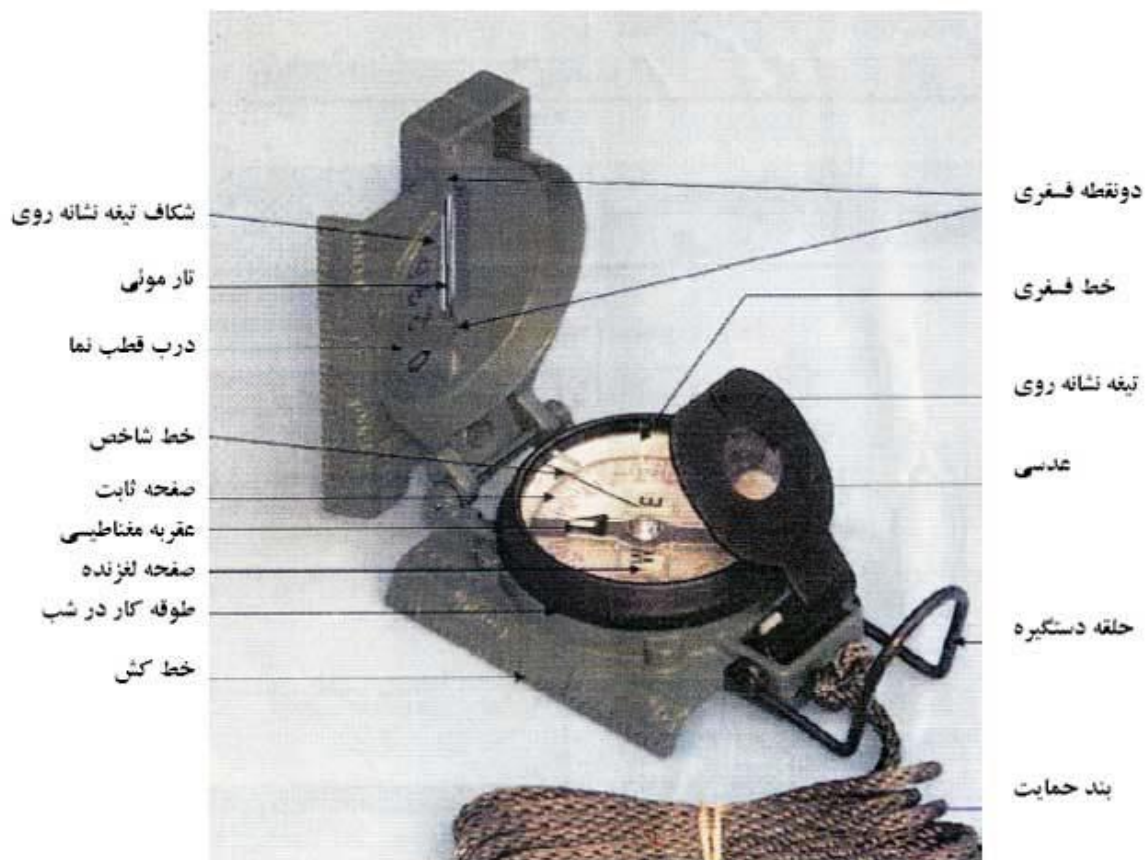 دونقطه فسفری
خط فسفری
تیغه نشانه روی
عدسی
حلقه دستگیره
بند حمایت
شکاف تیغه نشانه روی
تار موئی
درب قطب نما
خط شاخص
صفحه ثابت
عقربه مغناطیسی
صفحه لغزنده
طوقه کار در شب
خط کش
E
W